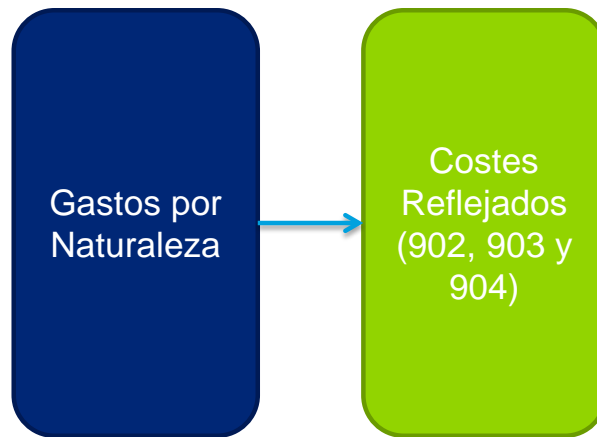 Gastos por
Naturaleza
Costes
Reflejados
(902, 903 y
904)